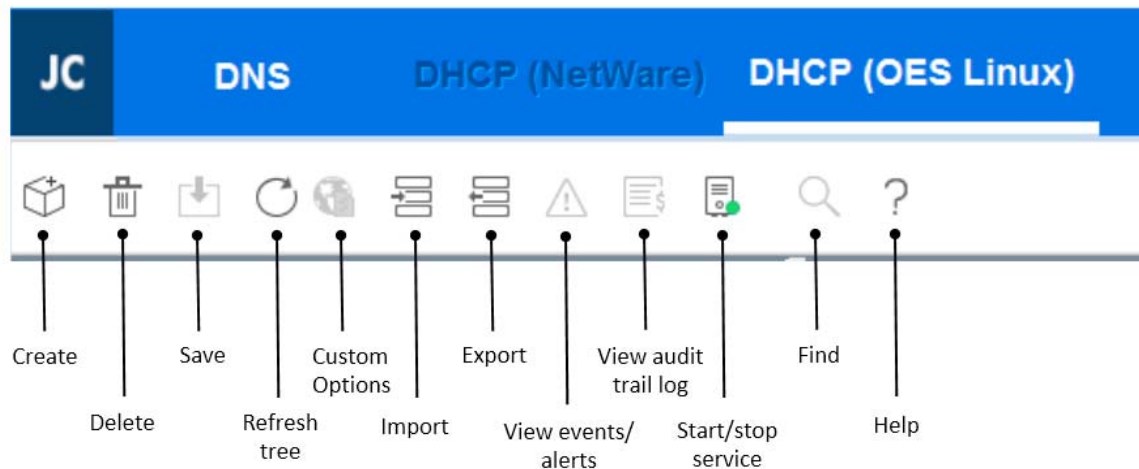 JC
DNS
DHCP (NetWare)
DHCP (OES Linux)
Create
Save
Custom
Options
Export
View audit
trail log
Find
Delete
Refresh
tree
Import
View events/
alerts
Start/stop
service
Help